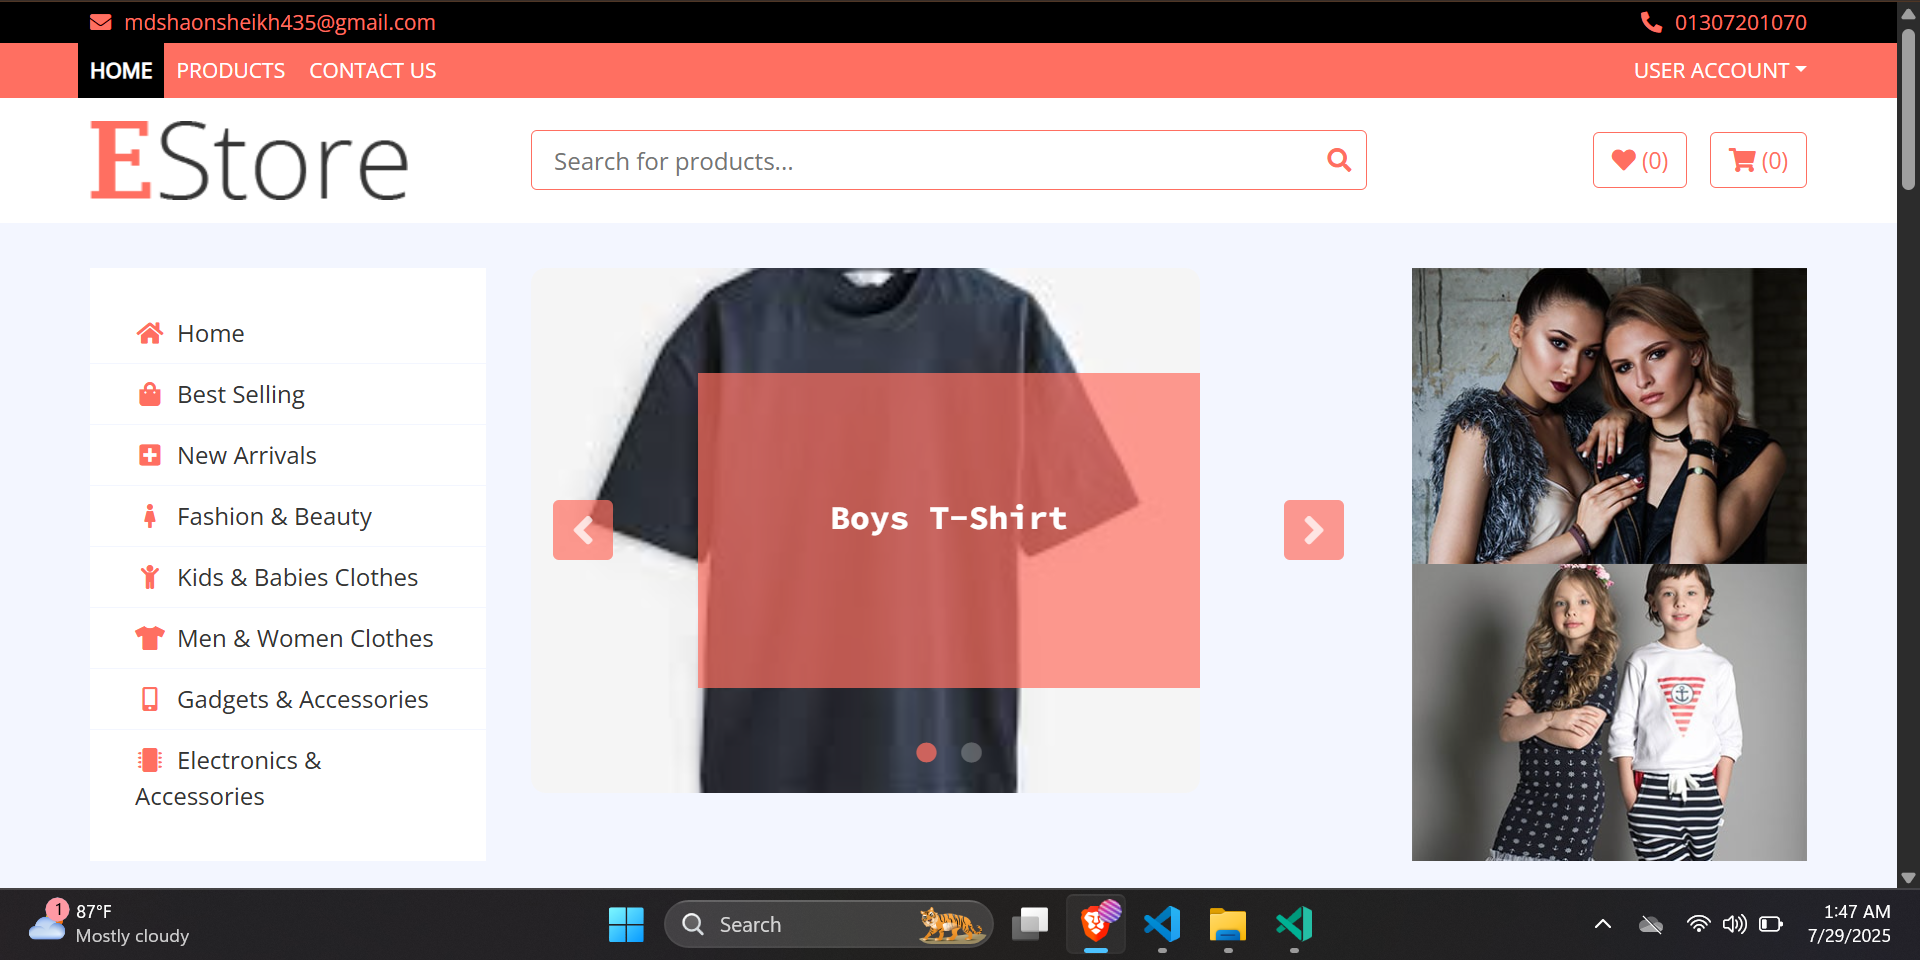 mdshaonsheikh435@gmail.com
01307201070
HOME PRODUCTS CONTACT US
USER ACCOUNT
EStore
Search for products...
(0)
(0)
Home
Best Selling
New Arrivals
Fashion & Beauty
Kids & Babies Clothes
Men & Women Clothes
Gadgets & Accessories
Electronics &
Accessories
Boys T-Shirt
1
87°F
Mostly cloudy
Search
1:47 AM
7/29/2025